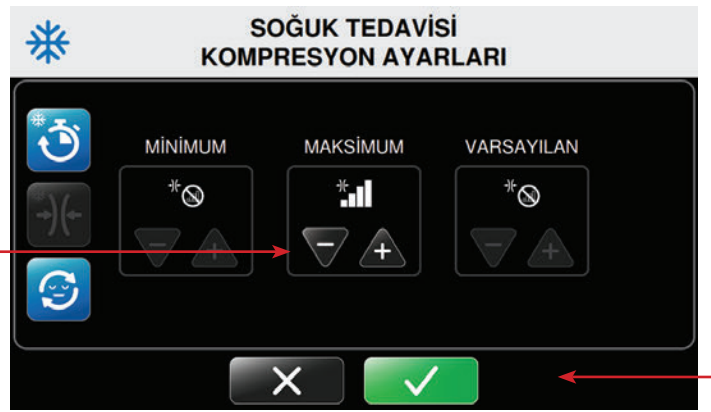 SOĞUK TEDAVİSİ
KOMPRESYON AYARLARI
MİNİMUM MAKSİMUM VARSAYILAN